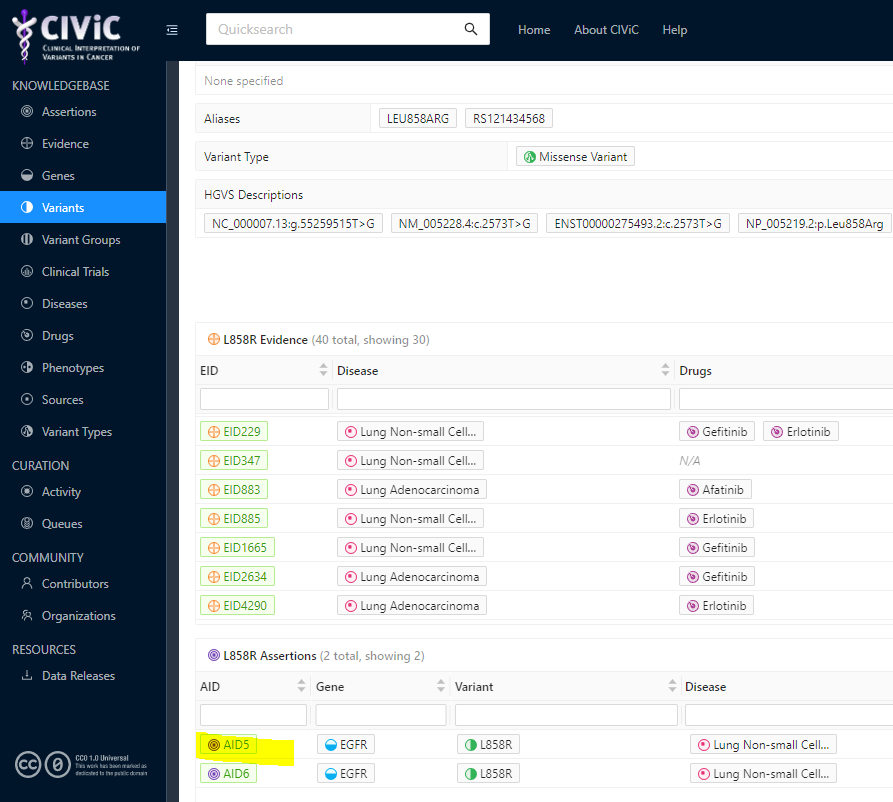 CIViC
CLINICAL INTERPRETATION OF
VARIANTS IN CANCER
Quicksearch
Home About CIViC Help
KNOWLEDGEBASE
Assertions
Evidence
Genes
Variants
Variant Groups
Clinical Trials
Diseases
Drugs
Phenotypes
Sources
Variant Types
CURATION
Activity
Queues
COMMUNITY
Contributors
Organizations
RESOURCES
Data Releases
cc 0 CC0 1.0 Universal
This work has been marked as
dedicated to the public domain
None specified
Aliases LEU858ARG RS121434568
Variant Type Missense Variant
HGVS Descriptions
NC_000007.13:g.55259515T>G NM_005228.4:c.2573T>G ENST00000275493.2:c.2573T>G NP_005219.2:p.Leu858Arg
L858R Evidence (40 total, showing 30)
EID Disease Drugs
EID229 Lung Non-small Cell... Gefitinib Erlotinib
EID347 Lung Non-small Cell... N/A
EID883 Lung Adenocarcinoma Afatinib
EID885 Lung Non-small Cell... Erlotinib
EID1665 Lung Non-small Cell... Gefitinib
EID2634 Lung Adenocarcinoma Gefitinib
EID4290 Lung Adenocarcinoma Erlotinib
L858R Assertions (2 total, showing 2)
AID Gene Variant Disease
AID5 EGFR L858R Lung Non-small Cell...
AID6 EGFR L858R Lung Non-small Cell...